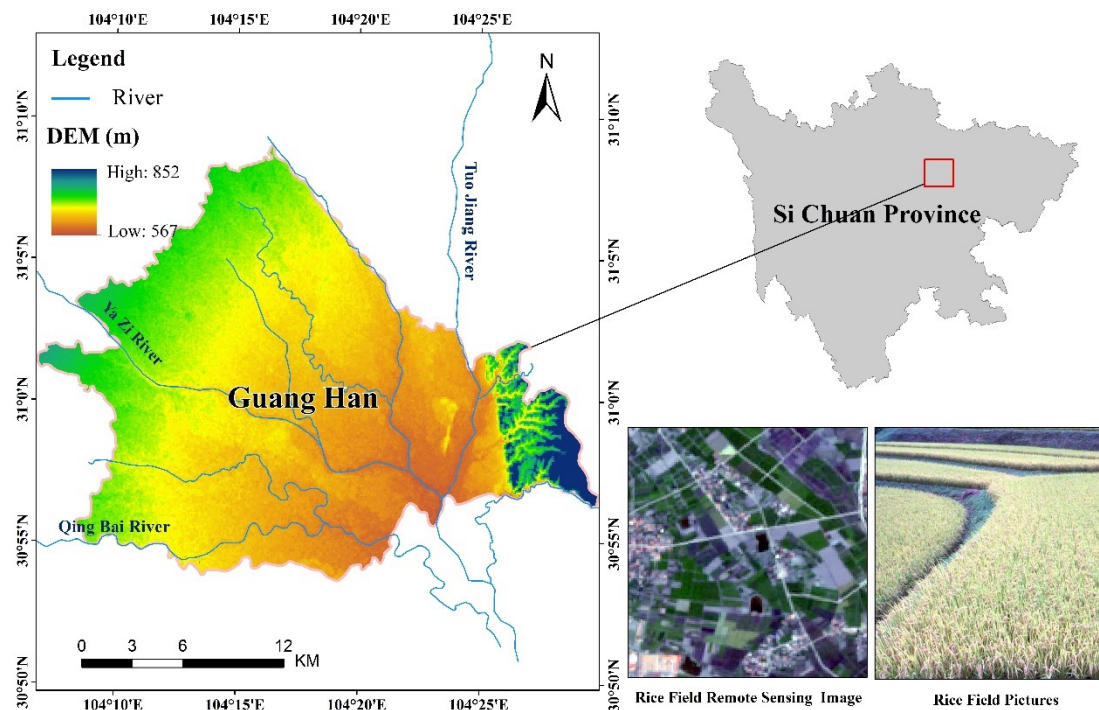 104°10'E 104°15'E 104°20'E 104°25'E
Legend
River
DEM (m)
High: 852
Low: 567
N
31°10'N
31°5'N
31°0'N
30°55'N
30°50'N
Tuo Jiang River
Ya Zi River
Guang Han
Qing Bai River
0 3 6 12
KM
104°10'E 104°15'E 104°20'E 104°25'E
31°10'N
31°5'N
31°0'N
30°55'N
30°50'N
Si Chuan Province
Rice Field Remote Sensing Image
Rice Field Pictures